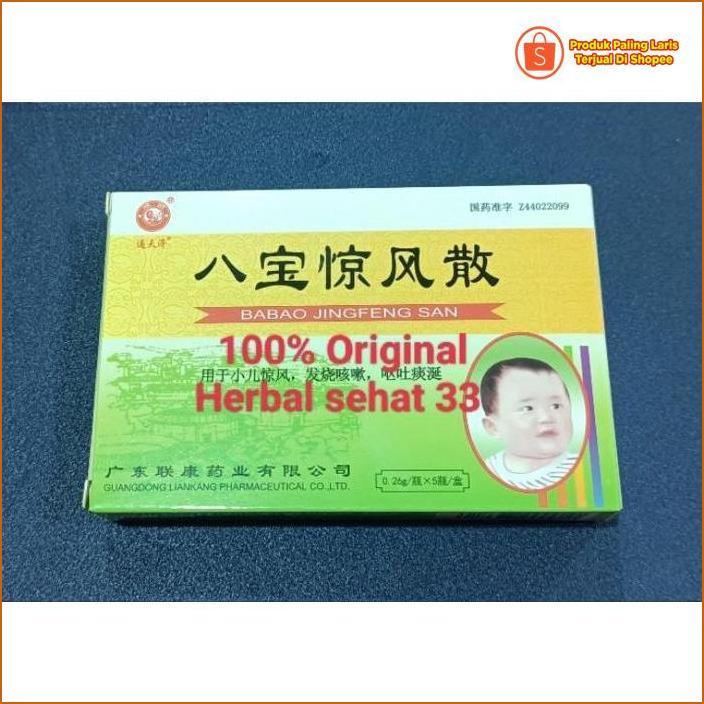 Produk Paling Laris
Terjual Di Shopee
国药准字 Z44022099
八宝惊风散
BABAO JINGFENG SAN
100% Original
用于小儿惊风，发烧咳嗽，呕吐痰涎
Herbal sehat 33
广东联康药业有限公司
GUANGDONG LIANKANG PHARMACEUTICAL CO.,LTD.
0.26g/瓶×5瓶/盒